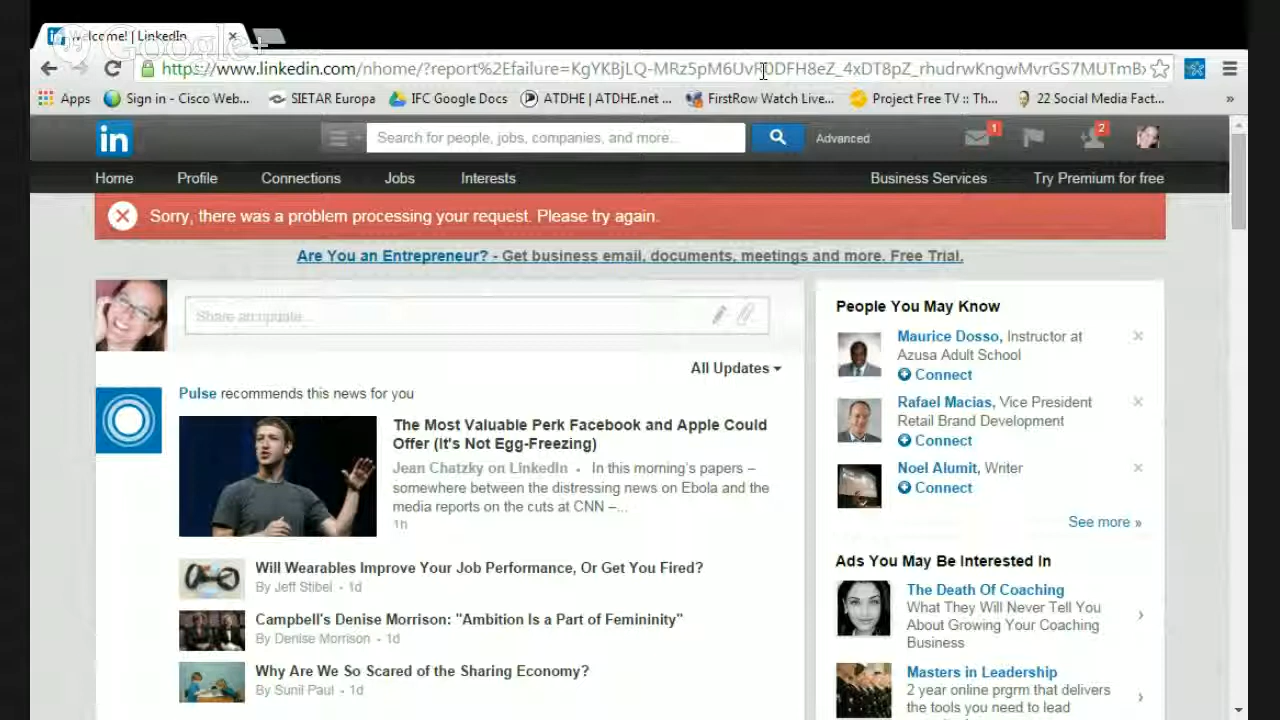 Welcome! | LinkedIn
Google+
https://www.linkedin.com/nhome/?report%2Efailure=KgYKBjLQ-MRz5pM6UvR0DFH8eZ_4xDT8pZ_rhudrwKngwMvrGS7MUTmBx
Apps Sign in - Cisco Web... SIETAR Europa IFC Google Docs ATDHE | ATDHE.net ... FirstRow Watch Live... Project Free TV :: Th... 22 Social Media Fact... »
in Search for people, jobs, companies, and more... Advanced 1 2
Home Profile Connections Jobs Interests Business Services Try Premium for free
Sorry, there was a problem processing your request. Please try again.
Are You an Entrepreneur? - Get business email, documents, meetings and more. Free Trial.
Share an update...
All Updates
Pulse recommends this news for you
The Most Valuable Perk Facebook and Apple Could
Offer (It's Not Egg-Freezing)
Jean Chatzky on LinkedIn • In this morning's papers –
somewhere between the distressing news on Ebola and the
media reports on the cuts at CNN –...
1h
Will Wearables Improve Your Job Performance, Or Get You Fired?
By Jeff Stibel • 1d
Campbell's Denise Morrison: "Ambition Is a Part of Femininity"
By Denise Morrison • 1d
Why Are We So Scared of the Sharing Economy?
By Sunil Paul • 1d
People You May Know
Maurice Dosso, Instructor at
Azusa Adult School
Connect
Rafael Macias, Vice President
Retail Brand Development
Connect
Noel Alumit, Writer
Connect
See more »
Ads You May Be Interested In
The Death Of Coaching
What They Will Never Tell You
About Growing Your Coaching
Business
Masters in Leadership
2 year online prgrm that delivers
the tools you need to lead